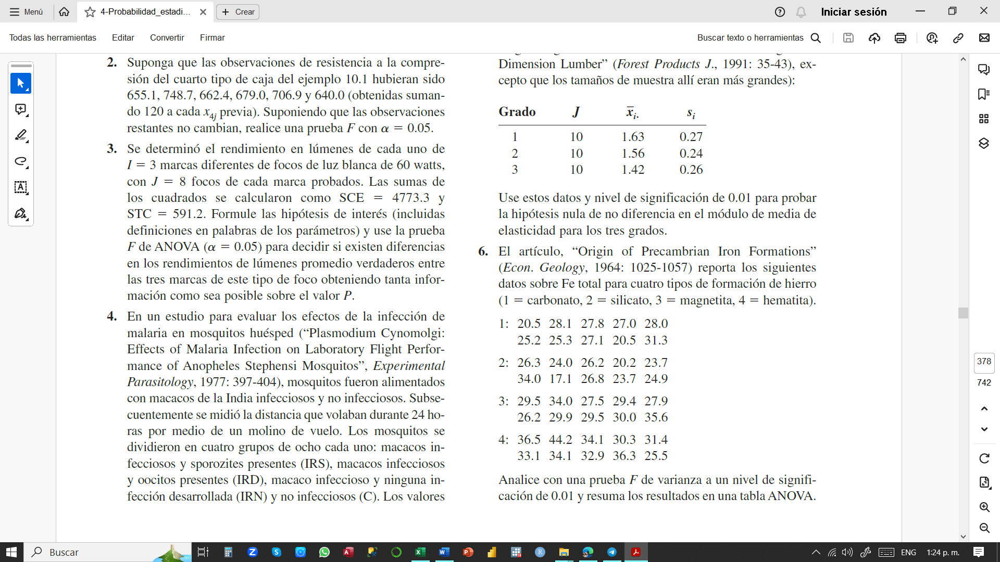 Menú
4-Probabilidad_estadi...
Crear
Iniciar sesión
Todas las herramientas
Editar
Convertir
Firmar
Buscar texto o herramientas
2. Suponga que las observaciones de resistencia a la compre-
sión del cuarto tipo de caja del ejemplo 10.1 hubieran sido
655.1, 748.7, 662.4, 679.0, 706.9 y 640.0 (obtenidas suman-
do 120 a cada x4j previa). Suponiendo que las observaciones
restantes no cambian, realice una prueba F con α = 0.05.
3. Se determinó el rendimiento en lúmenes de cada uno de
I = 3 marcas diferentes de focos de luz blanca de 60 watts,
con J = 8 focos de cada marca probados. Las sumas de
los cuadrados se calcularon como SCE = 4773.3 y
STC = 591.2. Formule las hipótesis de interés (incluidas
definiciones en palabras de los parámetros) y use la prueba
F de ANOVA (α = 0.05) para decidir si existen diferencias
en los rendimientos de lúmenes promedio verdaderos entre
las tres marcas de este tipo de foco obteniendo tanta infor-
mación como sea posible sobre el valor P.
4. En un estudio para evaluar los efectos de la infección de
malaria en mosquitos huésped (“Plasmodium Cynomolgi:
Effects of Malaria Infection on Laboratory Flight Perfor-
mance of Anopheles Stephensi Mosquitos”, Experimental
Parasitology, 1977: 397-404), mosquitos fueron alimentados
con macacos de la India infecciosos y no infecciosos. Subse-
cuentemente se midió la distancia que volaban durante 24 ho-
ras por medio de un molino de vuelo. Los mosquitos se
dividieron en cuatro grupos de ocho cada uno: macacos in-
fecciosos y sporozites presentes (IRS), macacos infecciosos
y oocitos presentes (IRD), macaco infeccioso y ninguna in-
fección desarrollada (IRN) y no infecciosos (C). Los valores
Dimension Lumber” (Forest Products J., 1991: 35-43), ex-
cepto que los tamaños de muestra allí eran más grandes):
Grado J x̄i. si
1 10 1.63 0.27
2 10 1.56 0.24
3 10 1.42 0.26
Use estos datos y nivel de significación de 0.01 para probar
la hipótesis nula de no diferencia en el módulo de media de
elasticidad para los tres grados.
6. El artículo, “Origin of Precambrian Iron Formations”
(Econ. Geology, 1964: 1025-1057) reporta los siguientes
datos sobre Fe total para cuatro tipos de formación de hierro
(1 = carbonato, 2 = silicato, 3 = magnetita, 4 = hematita).
1: 20.5 28.1 27.8 27.0 28.0
25.2 25.3 27.1 20.5 31.3
2: 26.3 24.0 26.2 20.2 23.7
34.0 17.1 26.8 23.7 24.9
3: 29.5 34.0 27.5 29.4 27.9
26.2 29.9 29.5 30.0 35.6
4: 36.5 44.2 34.1 30.3 31.4
33.1 34.1 32.9 36.3 25.5
Analice con una prueba F de varianza a un nivel de signifi-
cación de 0.01 y resuma los resultados en una tabla ANOVA.
378
742
Buscar
ENG
1:24 p. m.